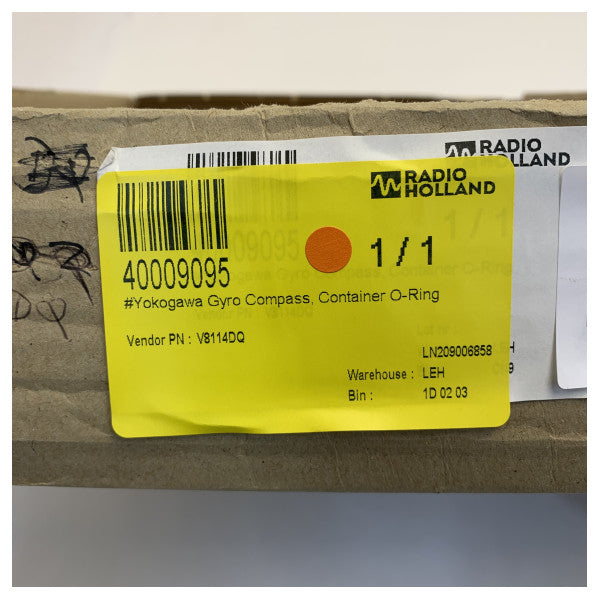 RADIO
HOLLAND
RADIO
HOLLAND
40009095
1 / 1
#Yokogawa Gyro Compass, Container O-Ring
Vendor PN : V8114DQ
LN209006858
Warehouse : LEH
Bin : 1D 02 03
DQ